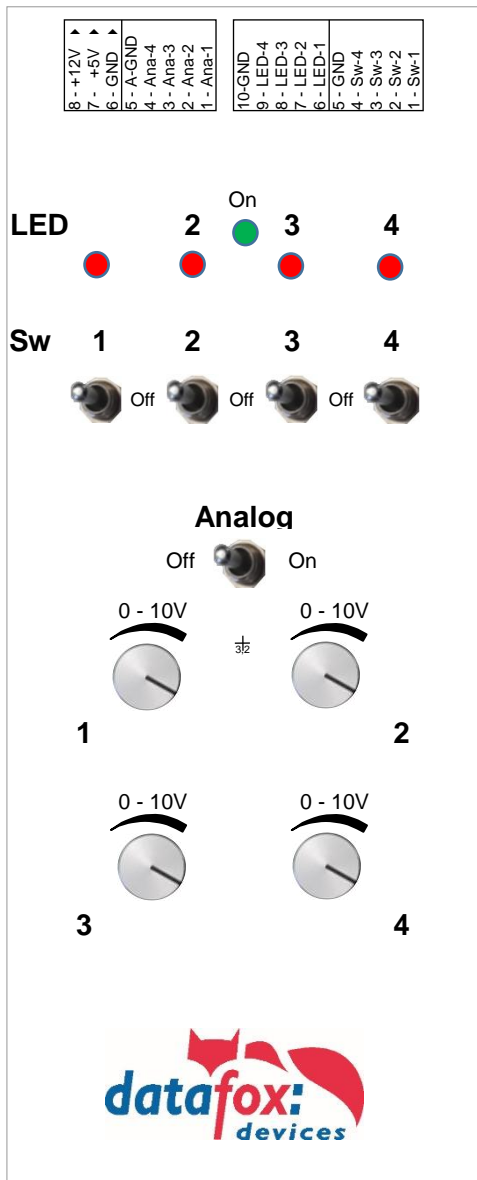 8 - +12V ▶
7 - +5V ▶
6 - GND ▶
5 - A-GND
4 - Ana-4
3 - Ana-3
2 - Ana-2
1 - Ana-1
10-GND
9 - LED-4
8 - LED-3
7 - LED-2
6 - LED-1
5 - GND
4 - Sw-4
3 - Sw-3
2 - Sw-2
1 - Sw-1
On
LED 2 3 4
Sw 1 2 3 4
Off Off Off
Analog
Off On
0 - 10V 0 - 10V
1 2
0 - 10V 0 - 10V
3 4
datafox:
devices